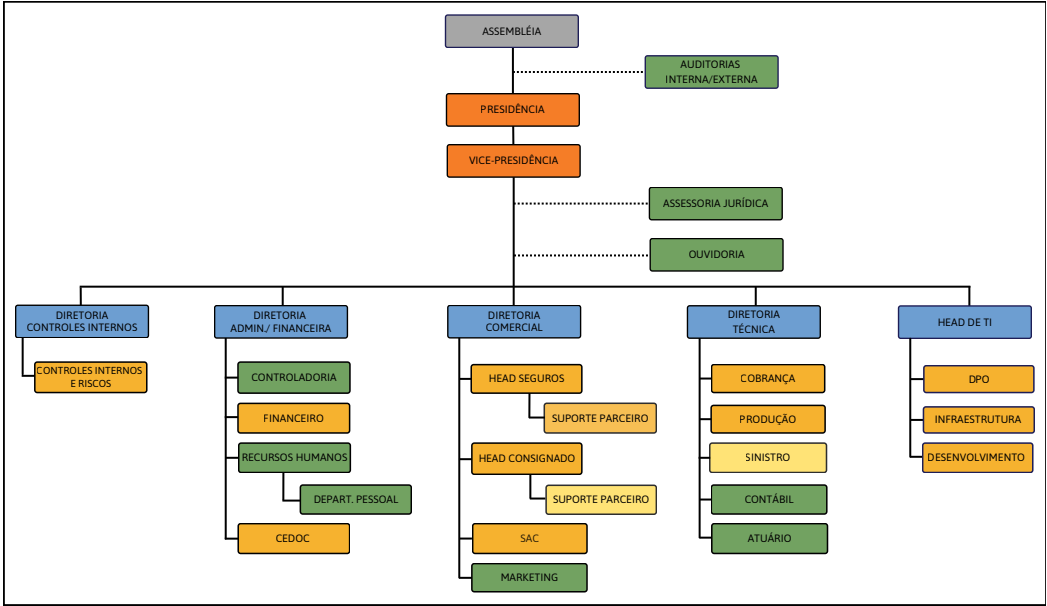 ASSEMBLÉIA
AUDITORIAS
INTERNA/EXTERNA
PRESIDÊNCIA
VICE-PRESIDÊNCIA
ASSESSORIA JURÍDICA
OUVIDORIA
DIRETORIA
CONTROLES INTERNOS
CONTROLES INTERNOS
E RISCOS
DIRETORIA
ADMIN./ FINANCEIRA
CONTROLADORIA
FINANCEIRO
RECURSOS HUMANOS
DEPART. PESSOAL
CEDOC
DIRETORIA
COMERCIAL
HEAD SEGUROS
SUPORTE PARCEIRO
HEAD CONSIGNADO
SUPORTE PARCEIRO
SAC
MARKETING
DIRETORIA
TÉCNICA
COBRANÇA
PRODUÇÃO
SINISTRO
CONTÁBIL
ATUÁRIO
HEAD DE TI
DPO
INFRAESTRUTURA
DESENVOLVIMENTO